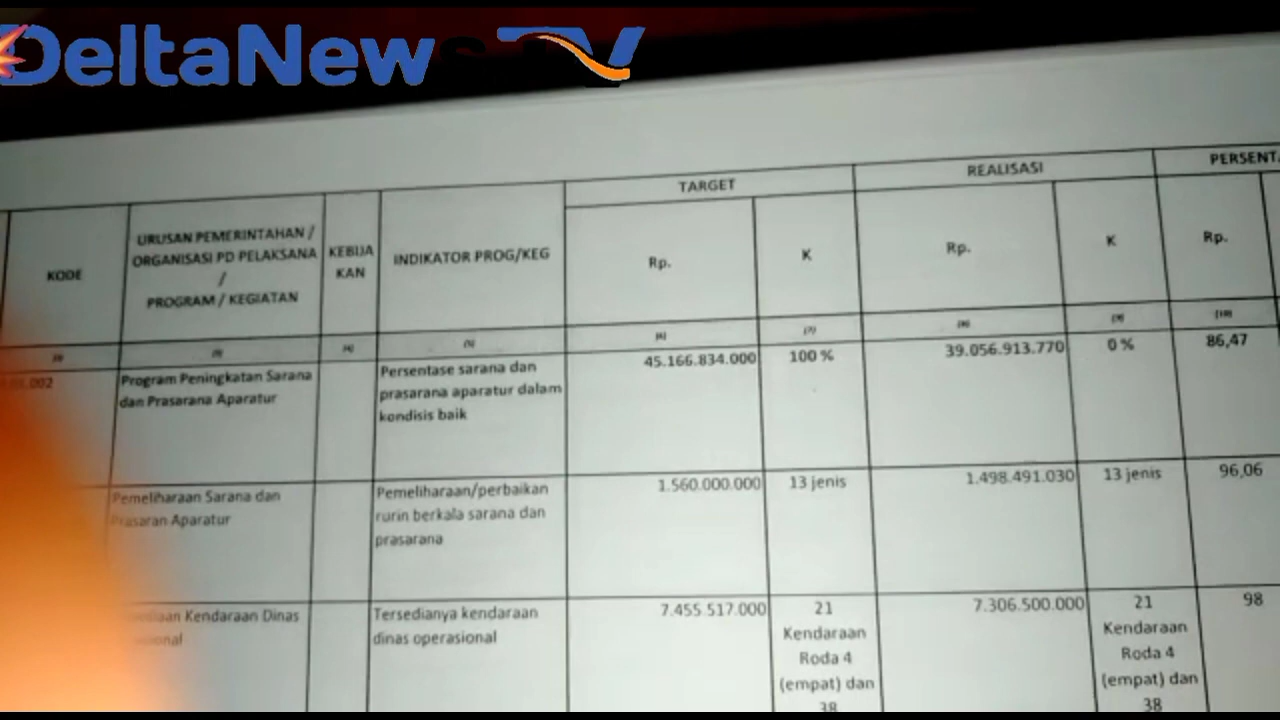 DeltaNews TV
TARGET
REALISASI
KODE
URUSAN PEMERINTAHAN /
ORGANISASI PD PELAKSANA
/
PROGRAM / KEGIATAN
KEBIJA
KAN
INDIKATOR PROG/KEG
Rp.
K
Rp.
K
Rp.
.002
Program Peningkatan Sarana
dan Prasarana Aparatur
Persentase sarana dan
prasarana aparatur dalam
kondisis baik
45.166.834.000
100 %
39.056.913.770
0 %
86,47
Pemeliharaan Sarana dan
Prasaran Aparatur
Pemeliharaan/perbaikan
rurin berkala sarana dan
prasarana
1.560.000.000
13 jenis
1.498.491.030
13 jenis
96,06
Kendaraan Dinas
Tersedianya kendaraan
dinas operasional
7.455 517.000
21
Kendaraan
Roda 4
(empat) dan
38
7.306.500.000
21
Kendaraan
Roda 4
(empat) dan
38
98